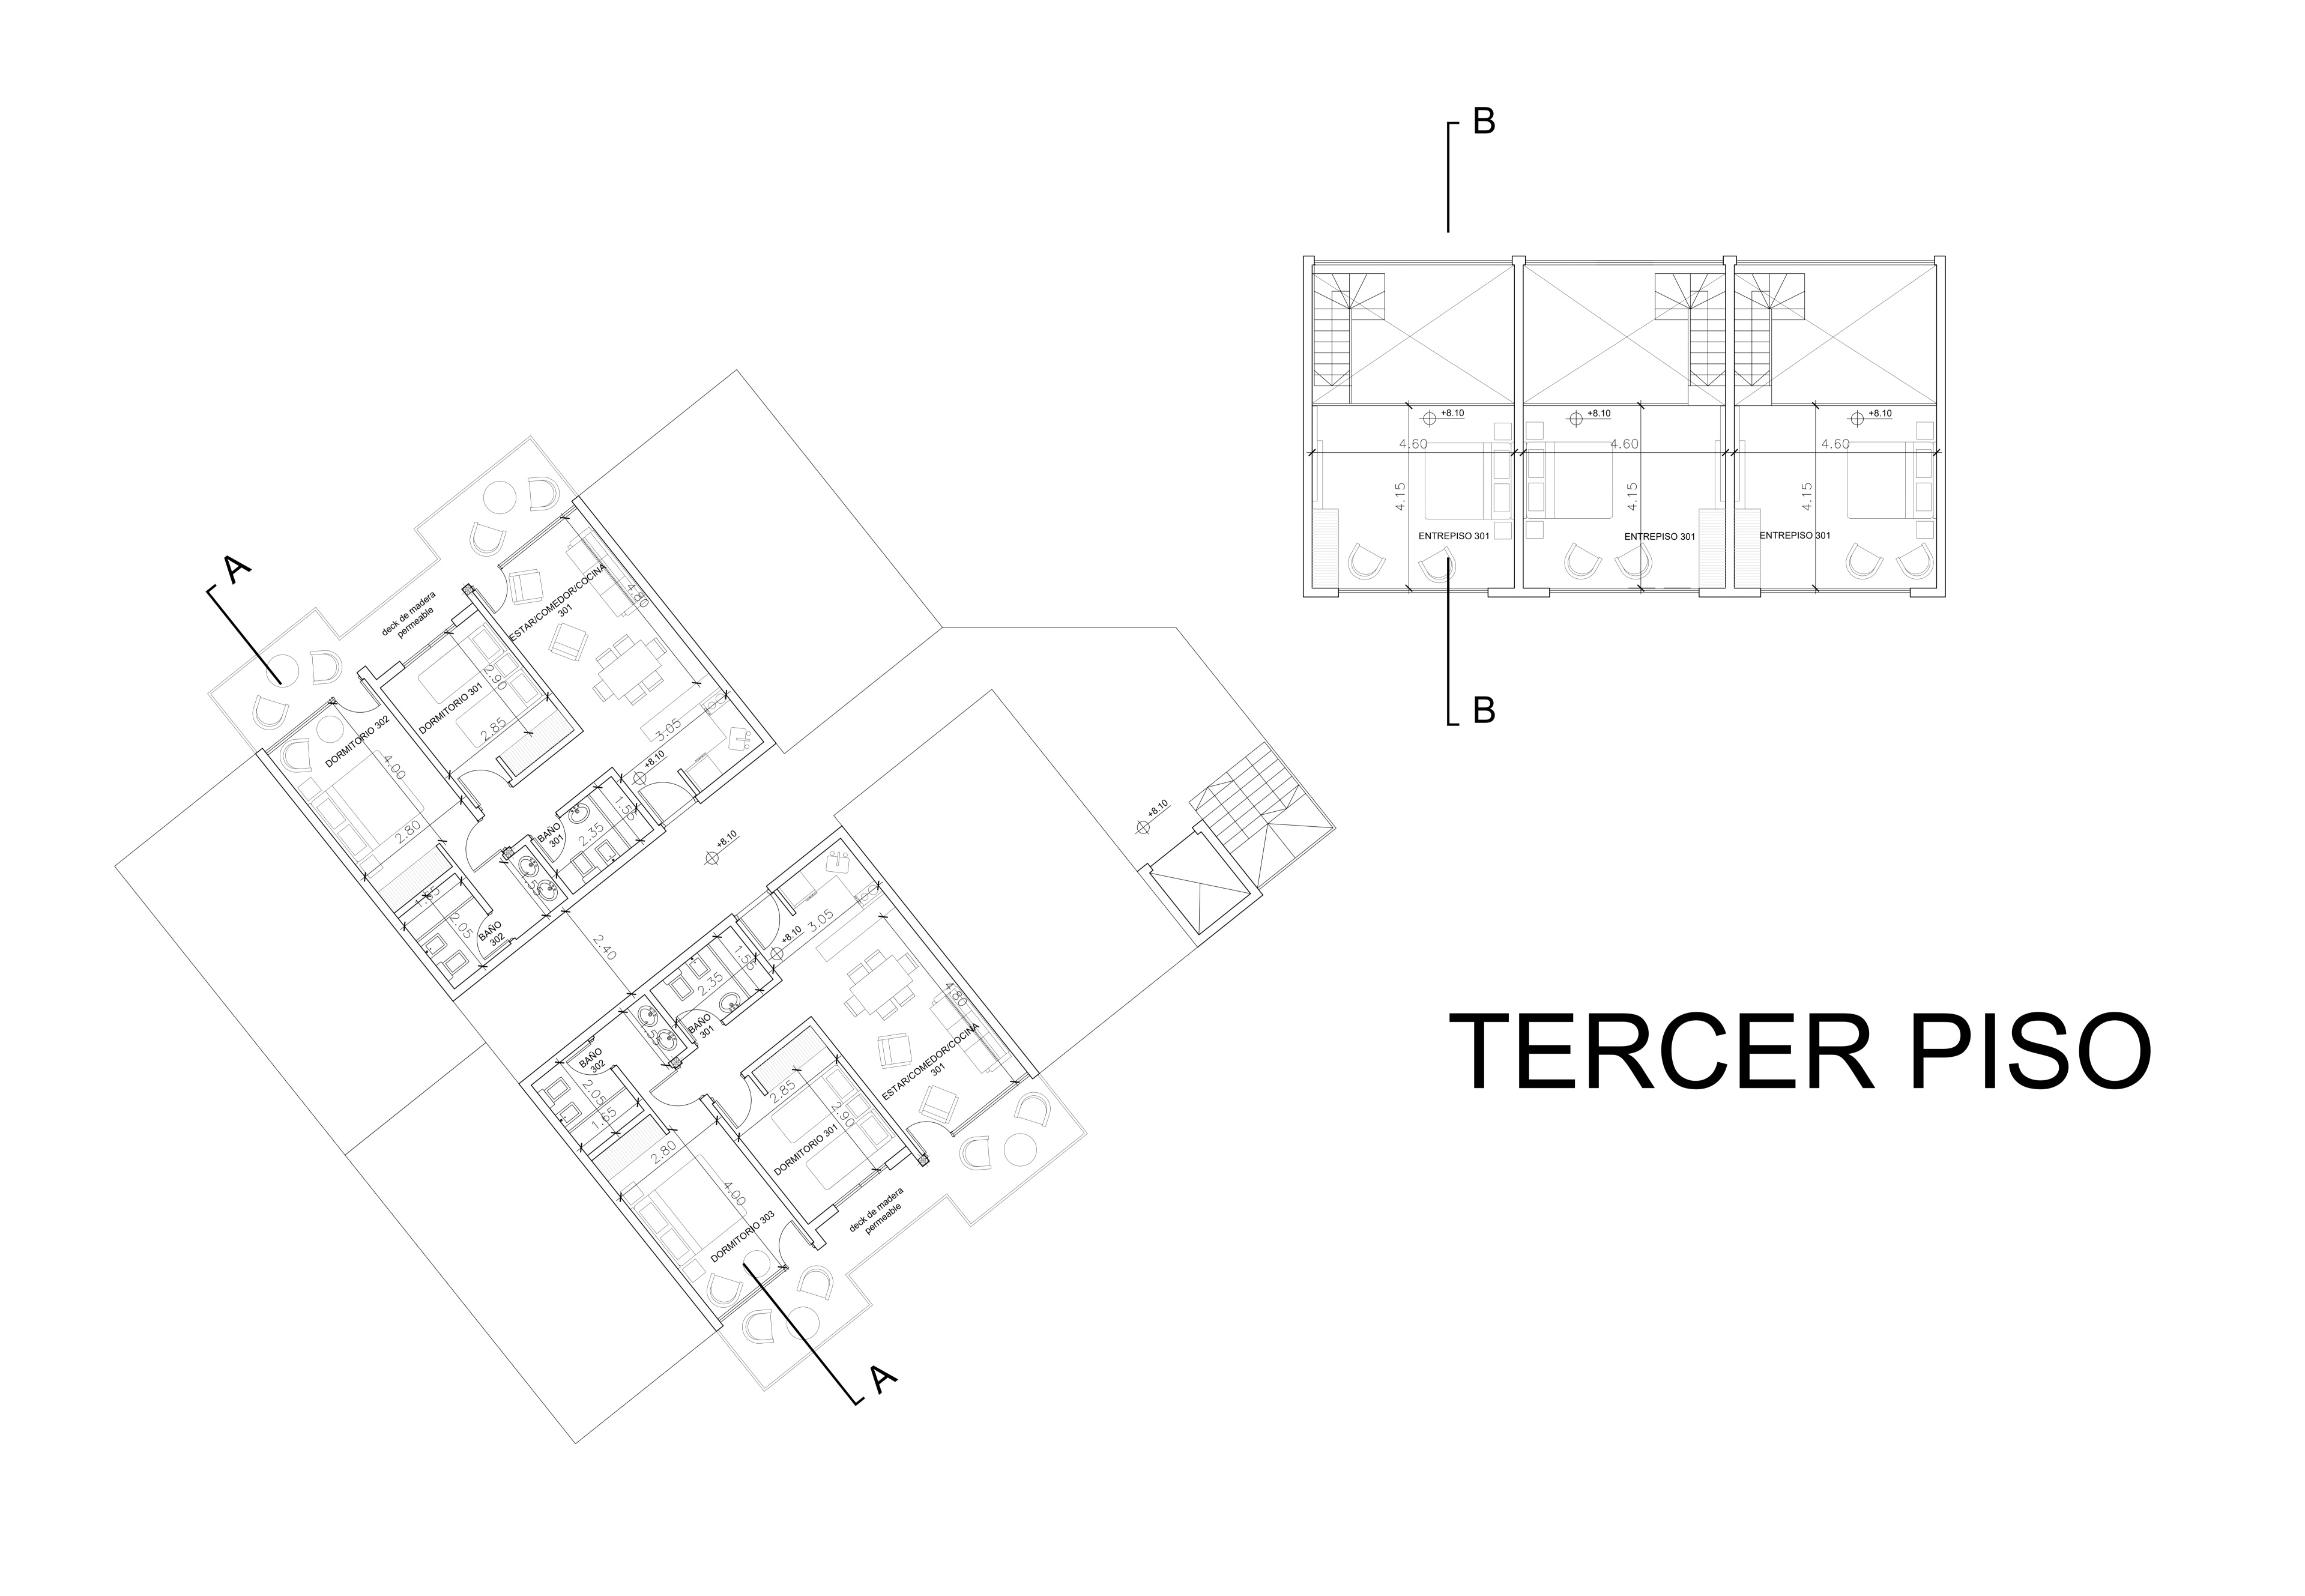 B
+8.10
+8.10
+8.10
4.60
4.60
4.60
4.15
4.15
4.15
ENTREPISO 301
ENTREPISO 301
ENTREPISO 301
B
A
deck de madera
permeable
ESTAR/COMEDOR/COCINA
301
4.80
DORMITORIO 301
2.90
2.85
DORMITORIO 302
4.00
2.80
3.05
+8.10
BAÑO
301
1.55
2.35
1.55
1.65
2.05
BAÑO
302
+8.10
2.40
+8.10
+8.10
3.05
1.55
2.35
BAÑO
301
1.55
BAÑO
302
2.05
1.65
4.80
ESTAR/COMEDOR/COCINA
301
2.85
2.90
DORMITORIO 301
2.80
4.00
DORMITORIO 303
deck de madera
permeable
A
TERCER PISO